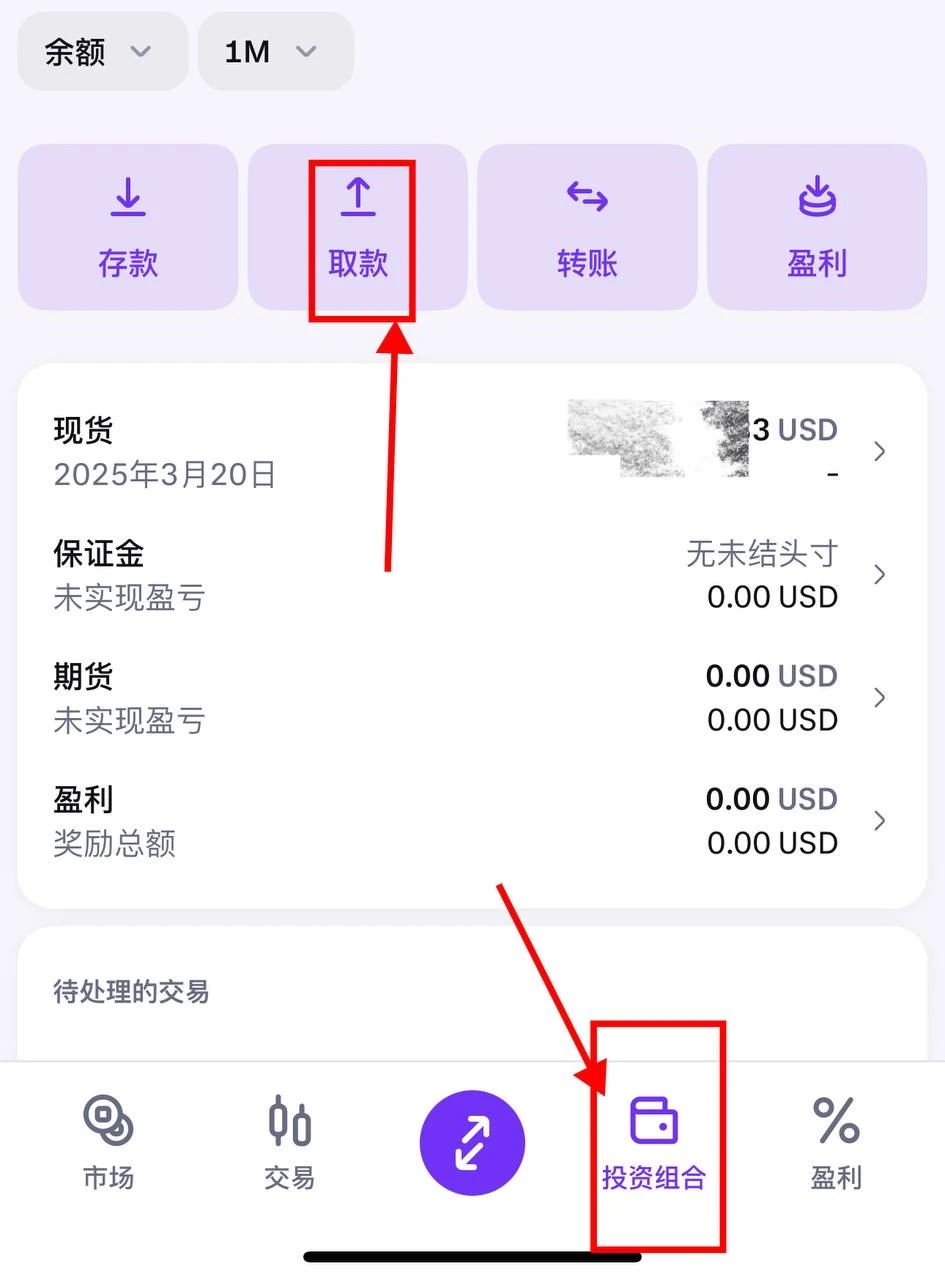 余额
1M
存款
取款
转账
盈利
现货
3 USD
2025年3月20日
-
保证金
无未结头寸
未实现盈亏
0.00 USD
期货
0.00 USD
未实现盈亏
0.00 USD
盈利
0.00 USD
奖励总额
0.00 USD
待处理的交易
市场
交易
投资组合
盈利